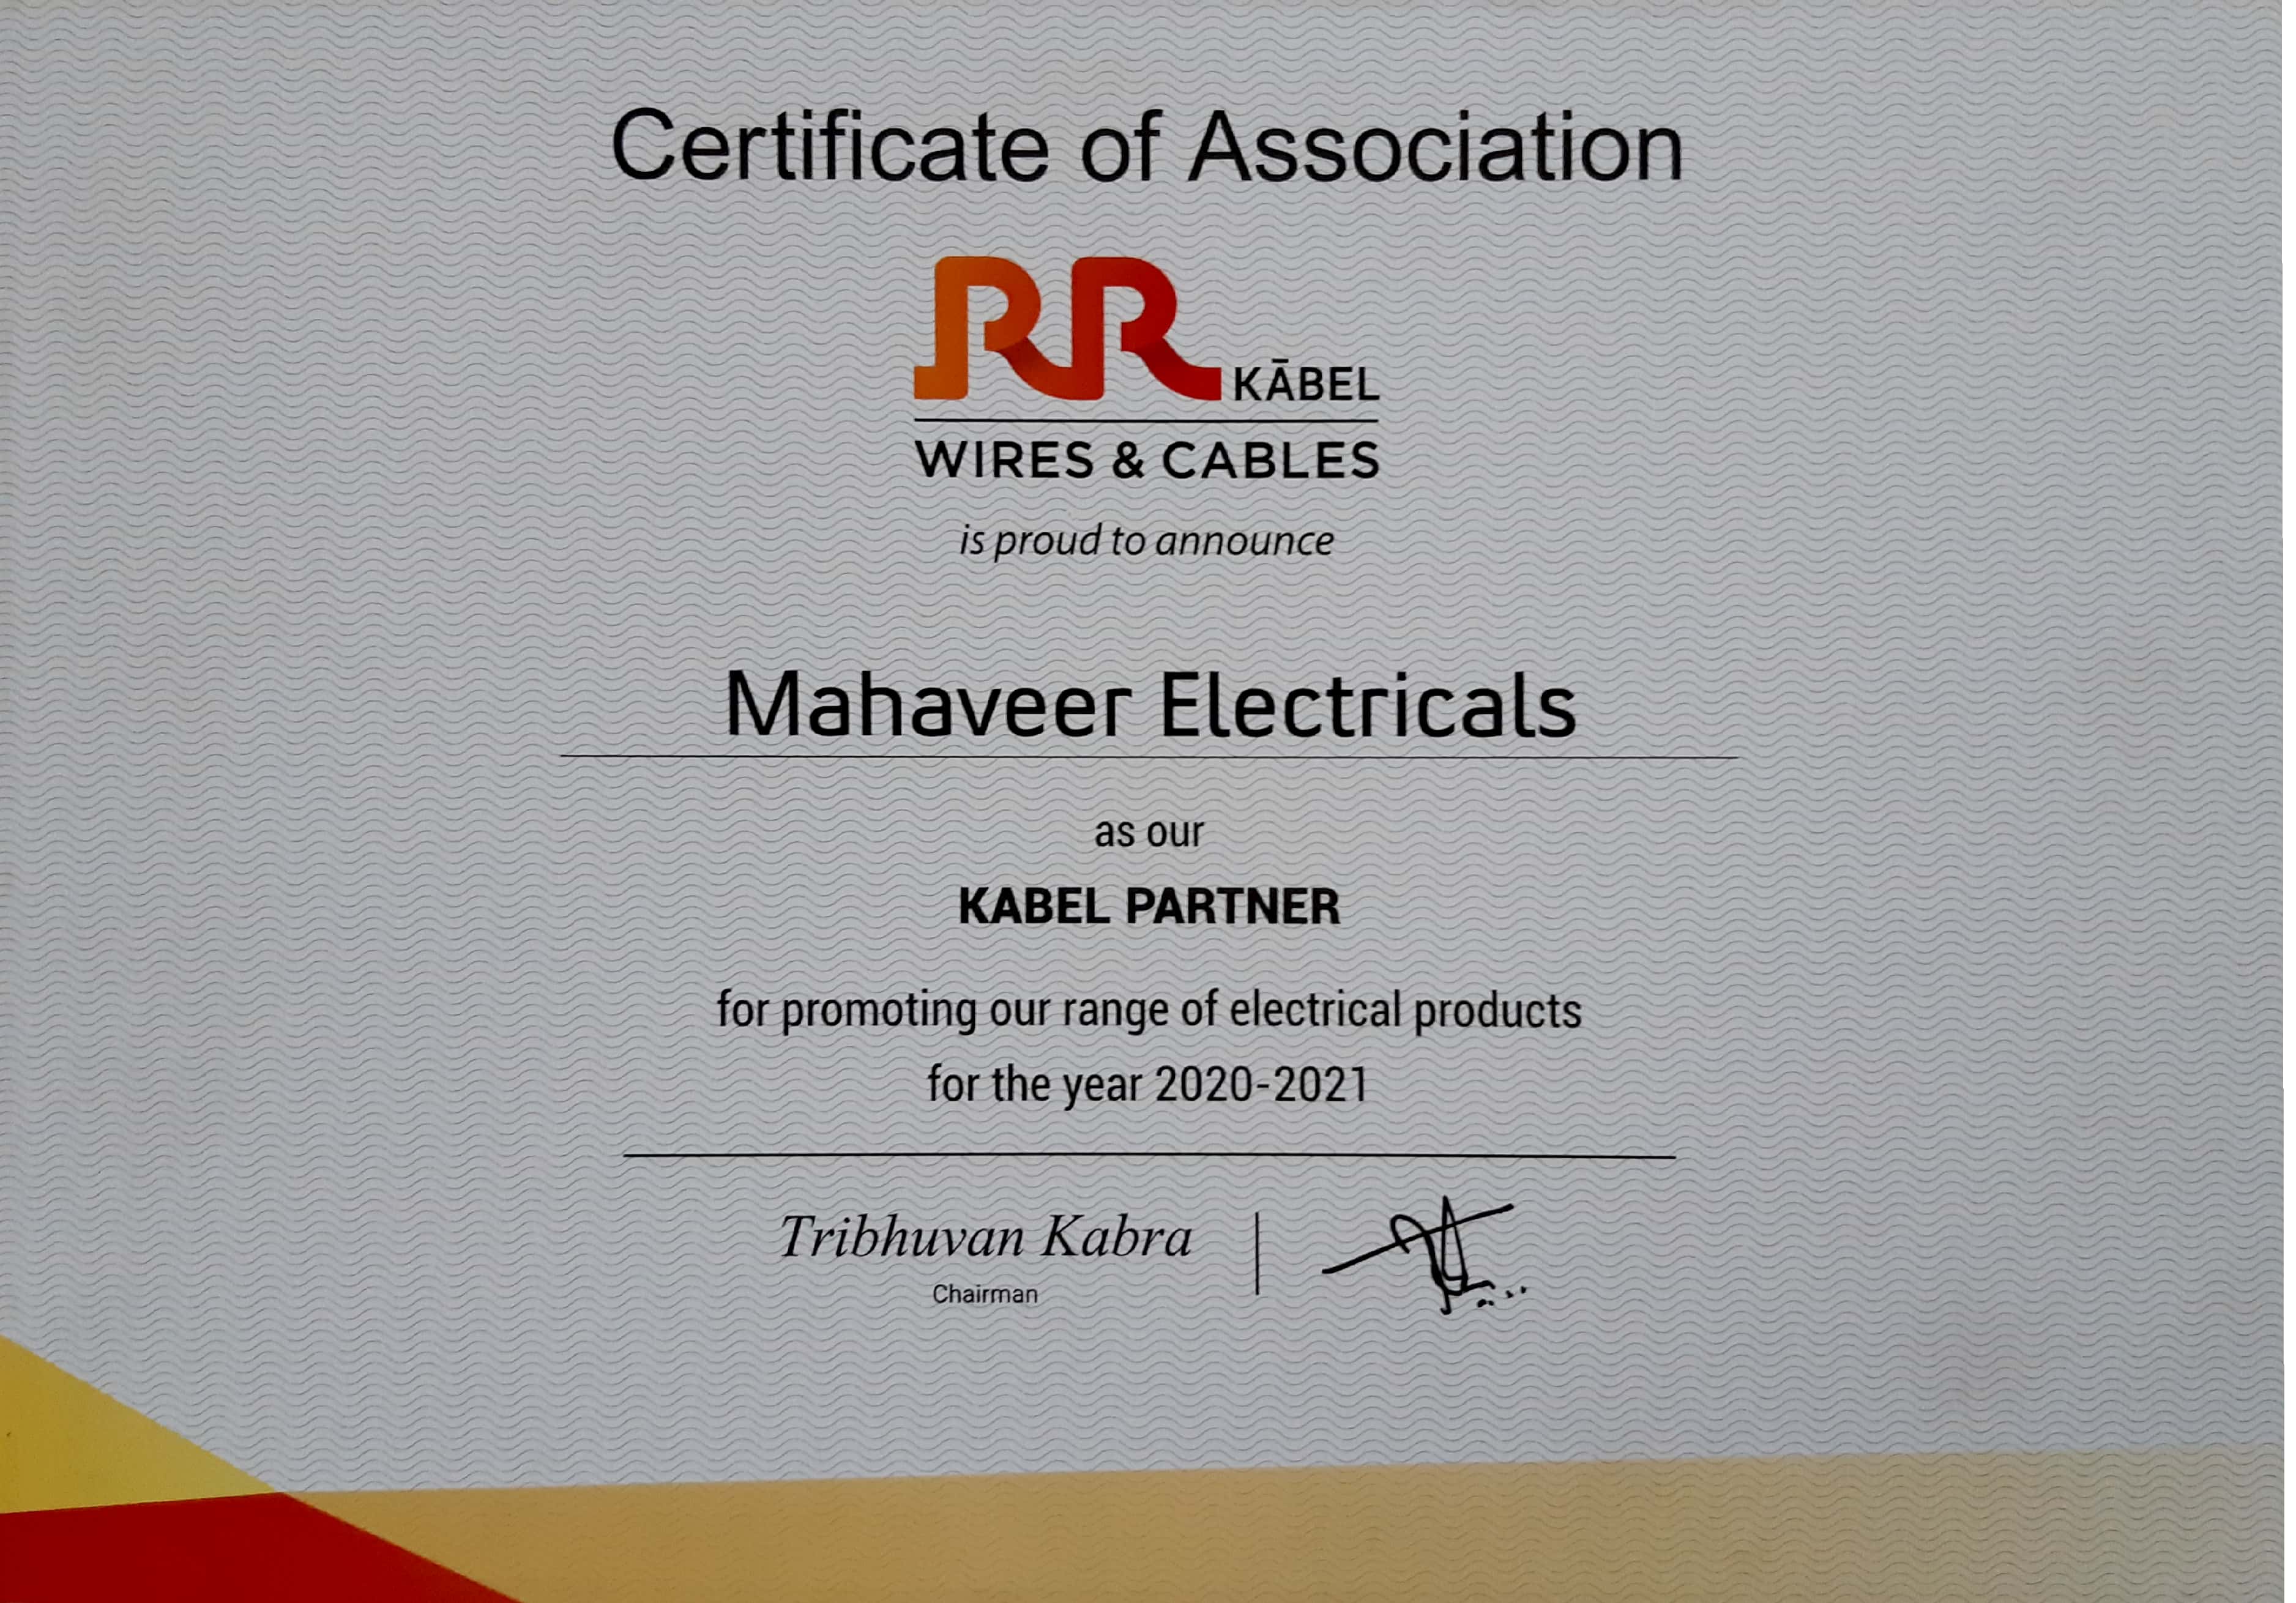 Certificate of Association
RR KĀBEL
WIRES & CABLES
is proud to announce
Mahaveer Electricals
as our
KABEL PARTNER
for promoting our range of electrical products
for the year 2020-2021
Tribhuvan Kabra
Chairman